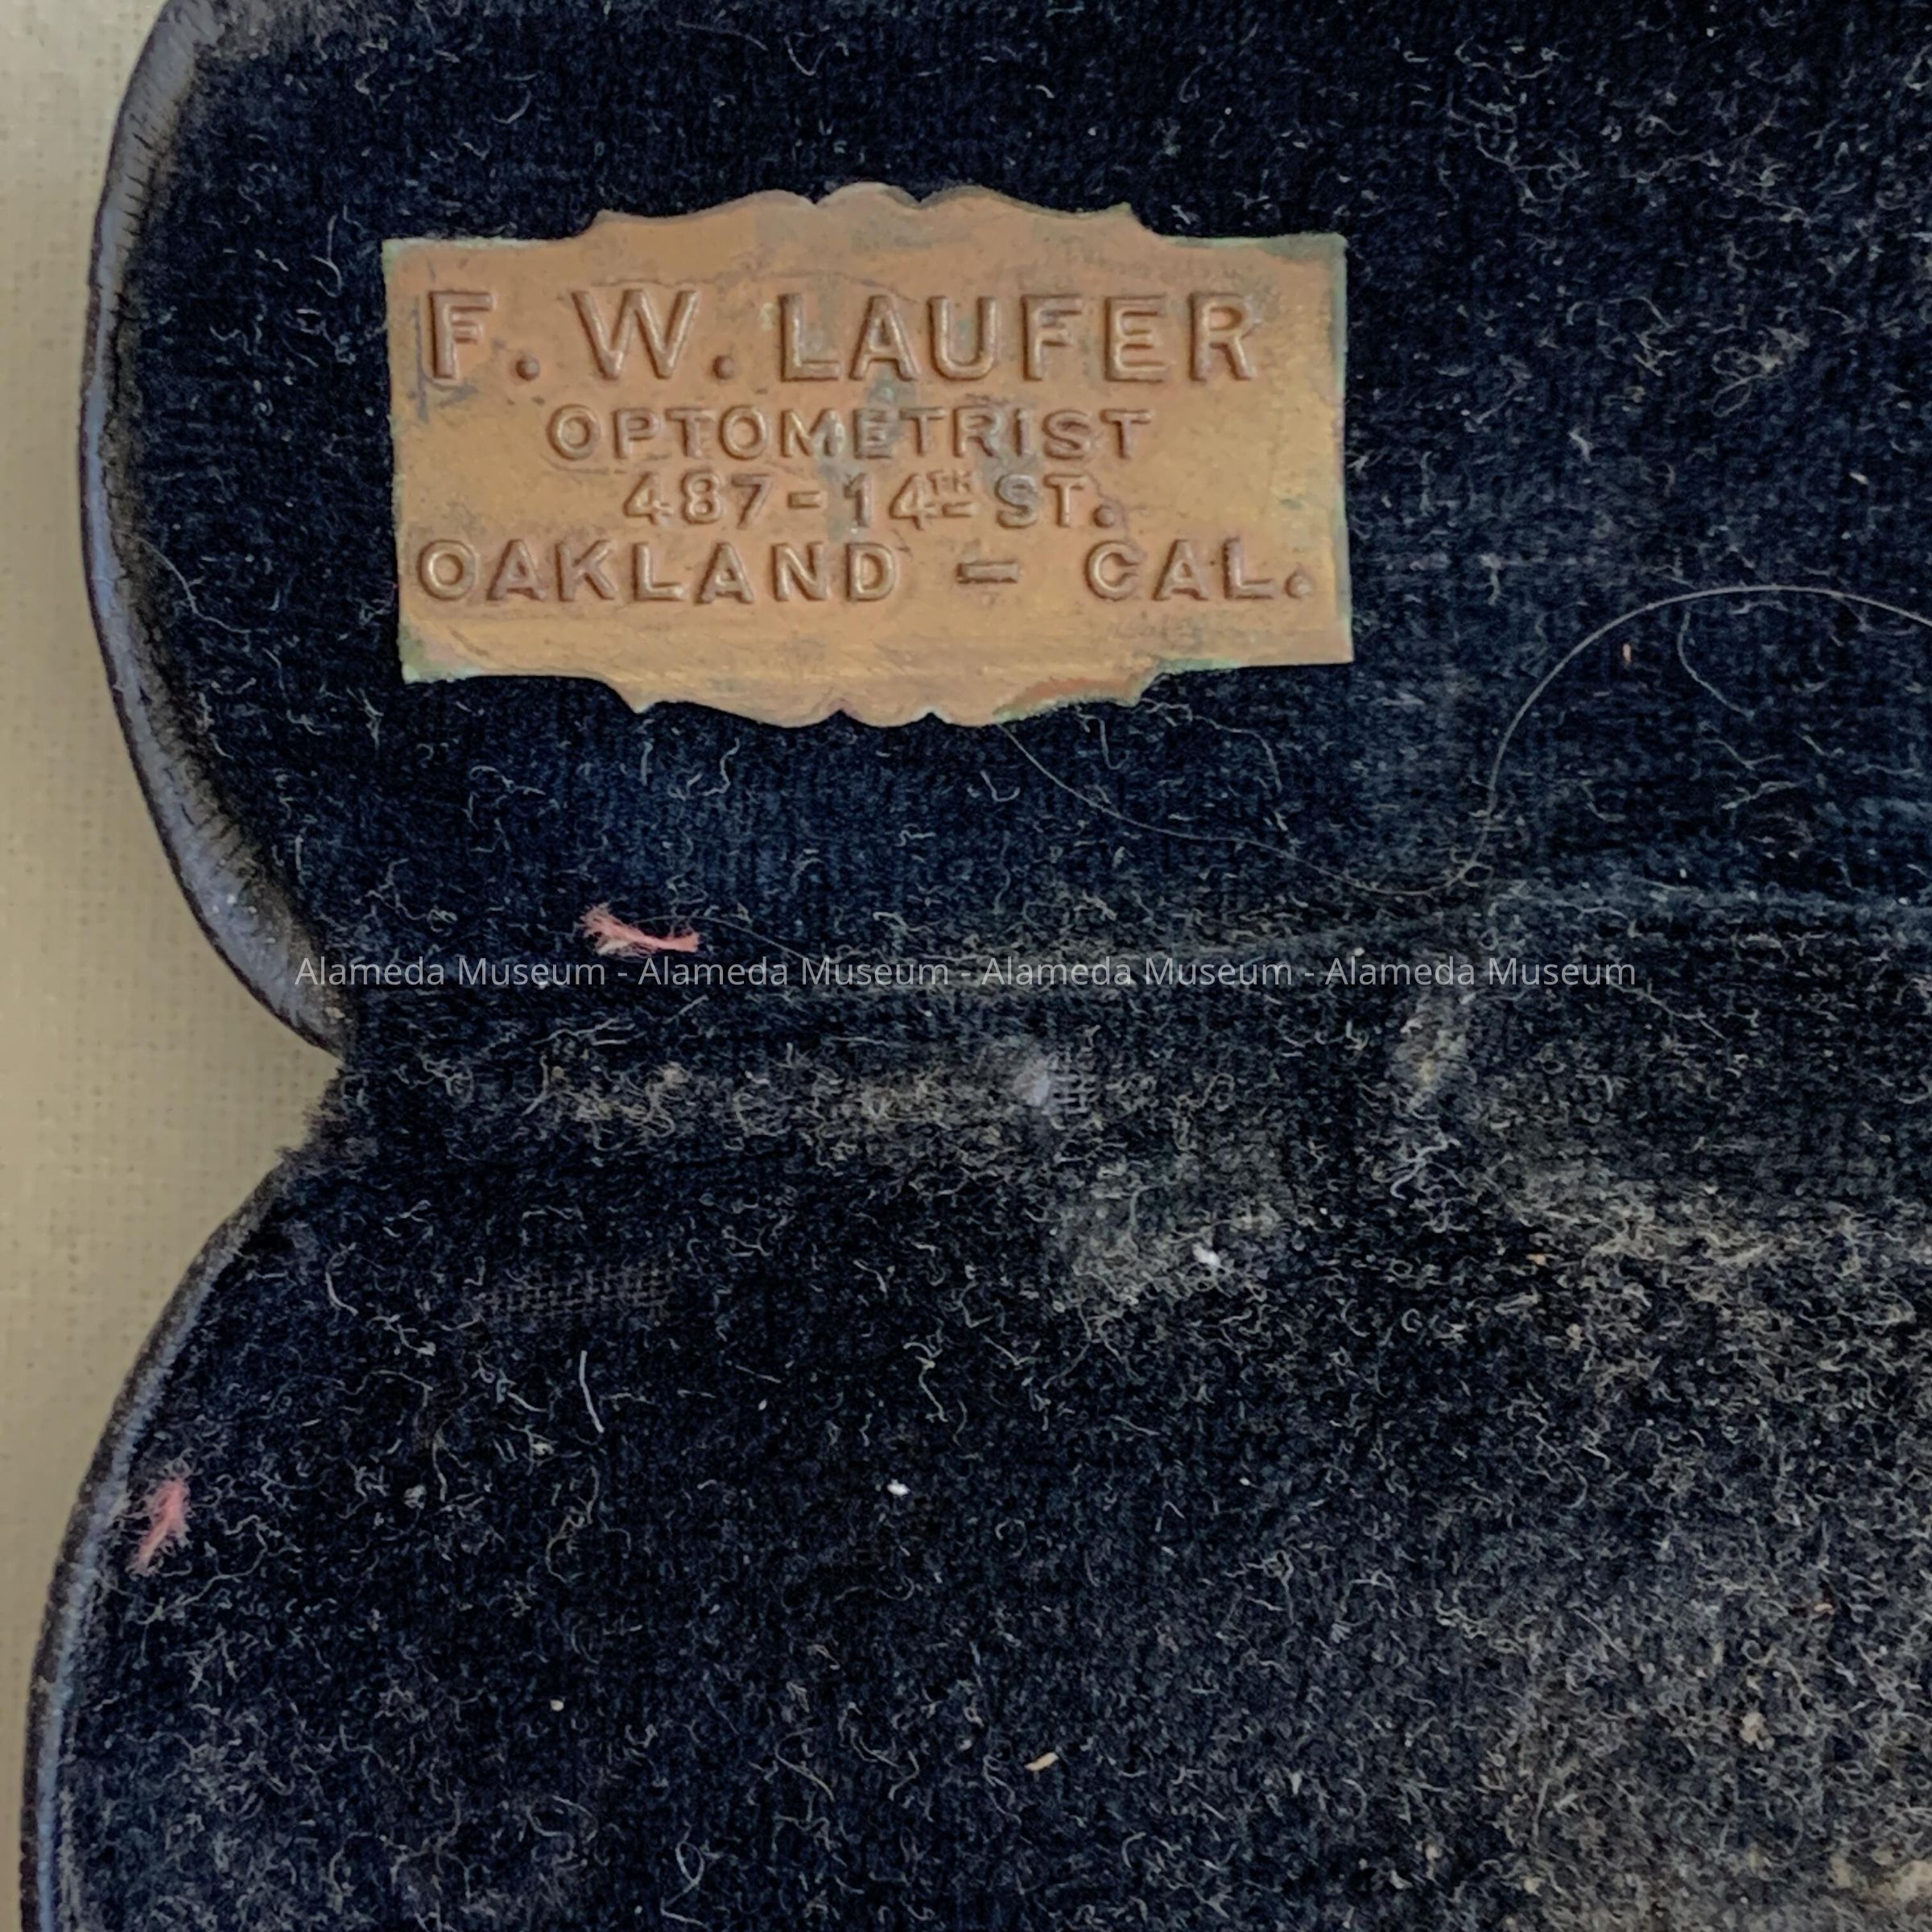 F. W. LAUFER
OPTOMETRIST
487-14TH ST.
OAKLAND - CAL.
Alameda Museum - Alameda Museum - Alameda Museum - Alameda Museum